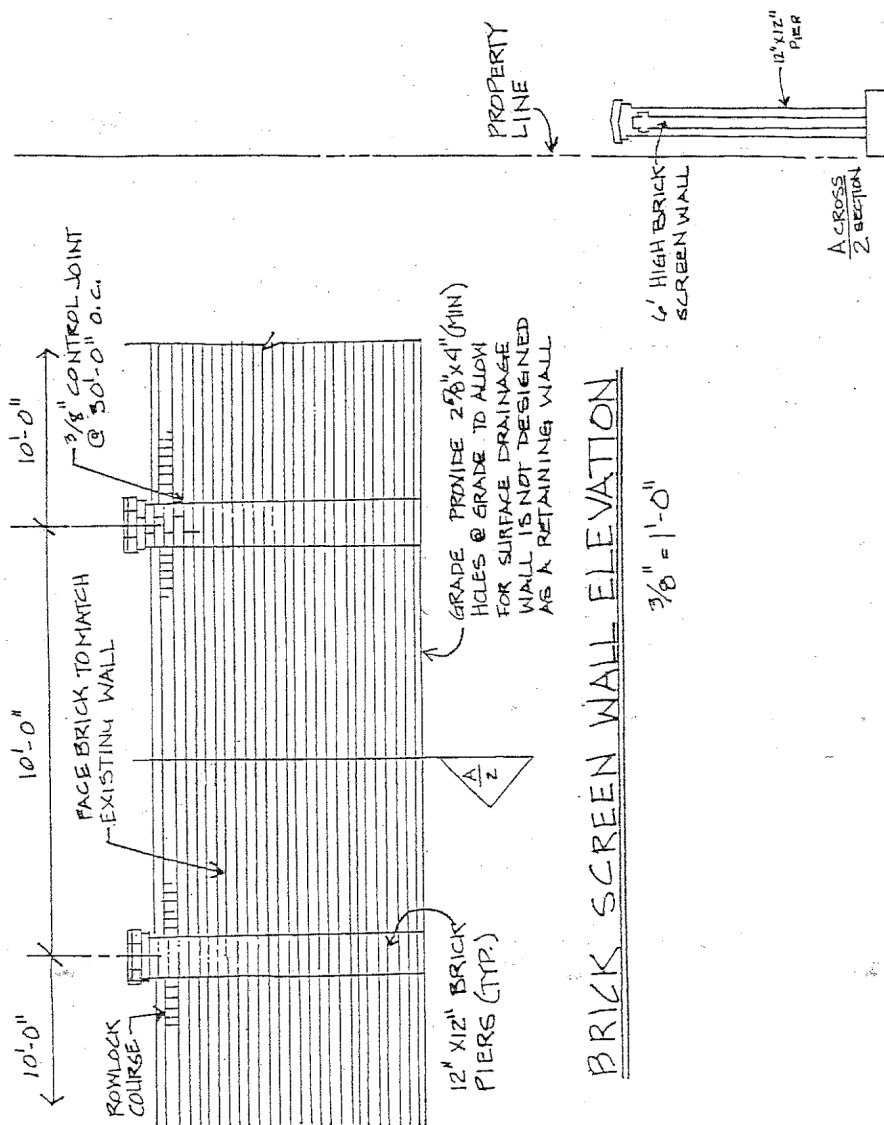 10'-0"
10'-0"
10'-0"
ROWLOCK
COURSE
FACE BRICK TO MATCH
EXISTING WALL
3/8" CONTROL JOINT
@ 30'-0" O.C.
12" X12" BRICK
PIERS (TYP.)
A
2
GRADE PROVIDE 2 5/8"X4" (MIN)
HOLES @ GRADE TO ALLOW
FOR SURFACE DRAINAGE
WALL IS NOT DESIGNED
AS A RETAINING WALL
BRICK SCREEN WALL ELEVATION
3/8" = 1'-0"
PROPERTY
LINE
6' HIGH BRICK
SCREEN WALL
12"X12"
PIER
A CROSS
2 SECTION